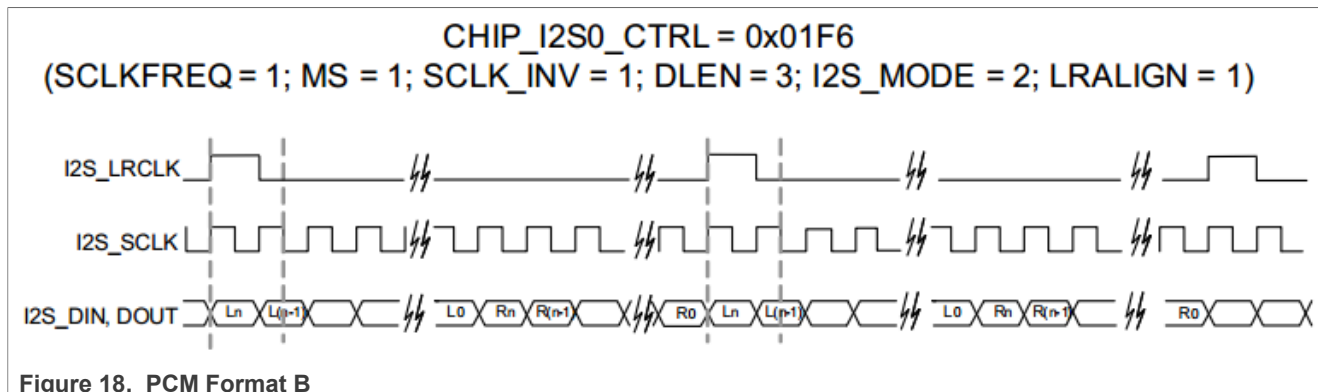 CHIP_I2S0_CTRL = 0x01F6
(SCLKFREQ = 1; MS = 1; SCLK_INV = 1; DLEN = 3; I2S_MODE = 2; LRALIGN = 1)
I2S_LRCLK
I2S_SCLK
I2S_DIN, DOUT Ln L(n-1) L0 Rn R(n-1) R0 Ln L(n-1) L0 Rn R(n-1) R0
Figure 18. PCM Format B